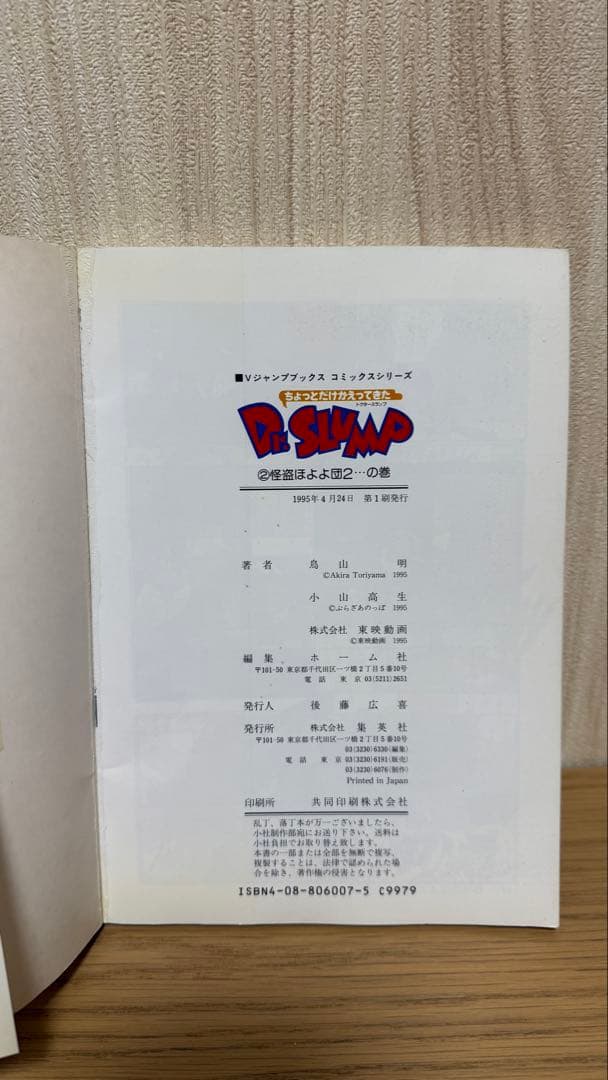 ■Vジャンプブックス コミックスシリーズ
ちょっとだけかえってきた
ドクタースランプ
Dr.SLUMP
②怪盗ほよよ団2…の巻
1995年4月24日 第1刷発行
著者 鳥山 明
©Akira Toriyama 1995
小山高生
©ぶらざあのっぽ 1995
株式会社 東映動画
©東映動画 1995
編集 ホーム社
〒101-50 東京都千代田区一ツ橋2丁目5番10号
電話 東京 03(5211)2651
発行人 後藤広喜
発行所 株式会社 集英社
〒101-50 東京都千代田区一ツ橋2丁目5番10号
03(3230)6330(編集)
電話 東京 03(3230)6191(販売)
03(3230)6076(制作)
Printed in Japan
印刷所 共同印刷株式会社
乱丁、落丁本が万一ございましたら、
小社制作部宛にお送り下さい。送料は
小社負担でお取り替え致します。
本書の一部または全部を無断で複写、
複製することは、法律で認められた場
合を除き、著作権の侵害となります。
ISBN4-08-806007-5 C9979